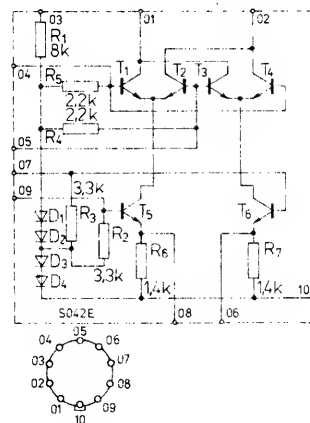 03 01 02
R1
8k
04
R5 T1 T2 T3 T4
2,2k
2,2k
R4
05
07
09 3,3k
D1 R3 T5 T6
D2 R2
D3 R6 R7
D4 3,3k
1,4k 1,4k 10
S042E 08 06
05
04 06
03 07
02 08
01 09
10